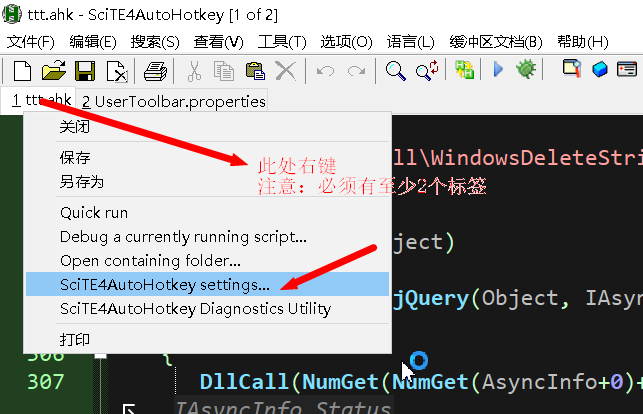 ttt.ahk - SciTE4AutoHotkey [1 of 2]
文件(F) 编辑(E) 搜索(S) 查看(V) 工具(T) 选项(O) 语言(L) 缓冲区文档(B) 帮助(H)
1 ttt.ahk 2 UserToolbar.properties
关闭
保存
另存为
Quick run
Debug a currently running script...
Open containing folder...
SciTE4AutoHotkey settings...
SciTE4AutoHotkey Diagnostics Utility
打印
此处右键
注意：必须有至少2个标签
ll\WindowsDeleteStri
ject)
jQuery(Object, IAsyn
306 {
307 DllCall(NumGet(NumGet(AsyncInfo+0)+
IAsyncInfo Status